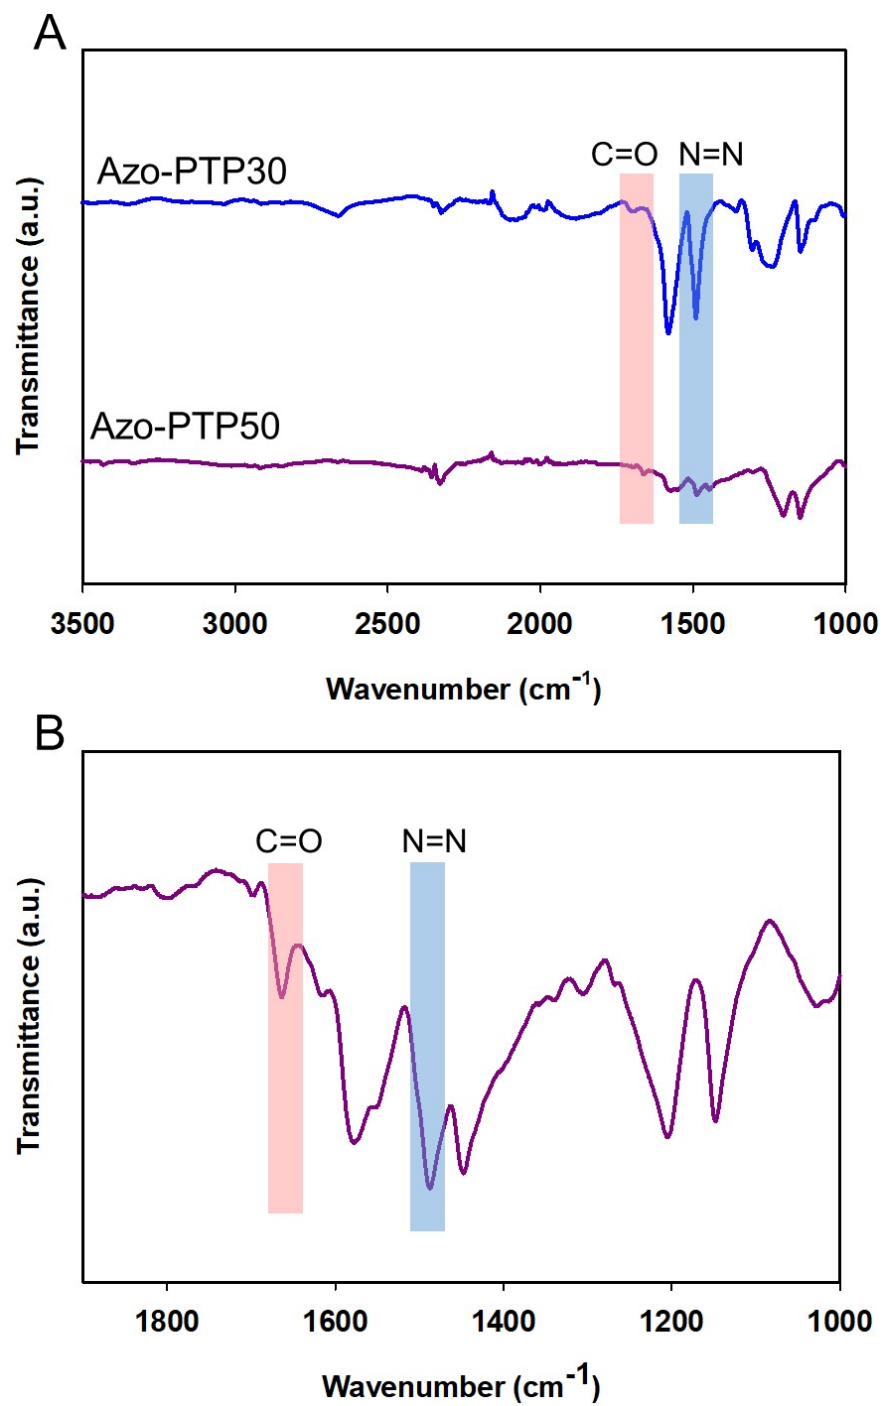 A
C=O N=N
Azo-PTP30
Azo-PTP50
Transmittance (a.u.)
3500 3000 2500 2000 1500 1000
Wavenumber (cm⁻¹)
B
C=O N=N
Transmittance (a.u.)
1800 1600 1400 1200 1000
Wavenumber (cm⁻¹)